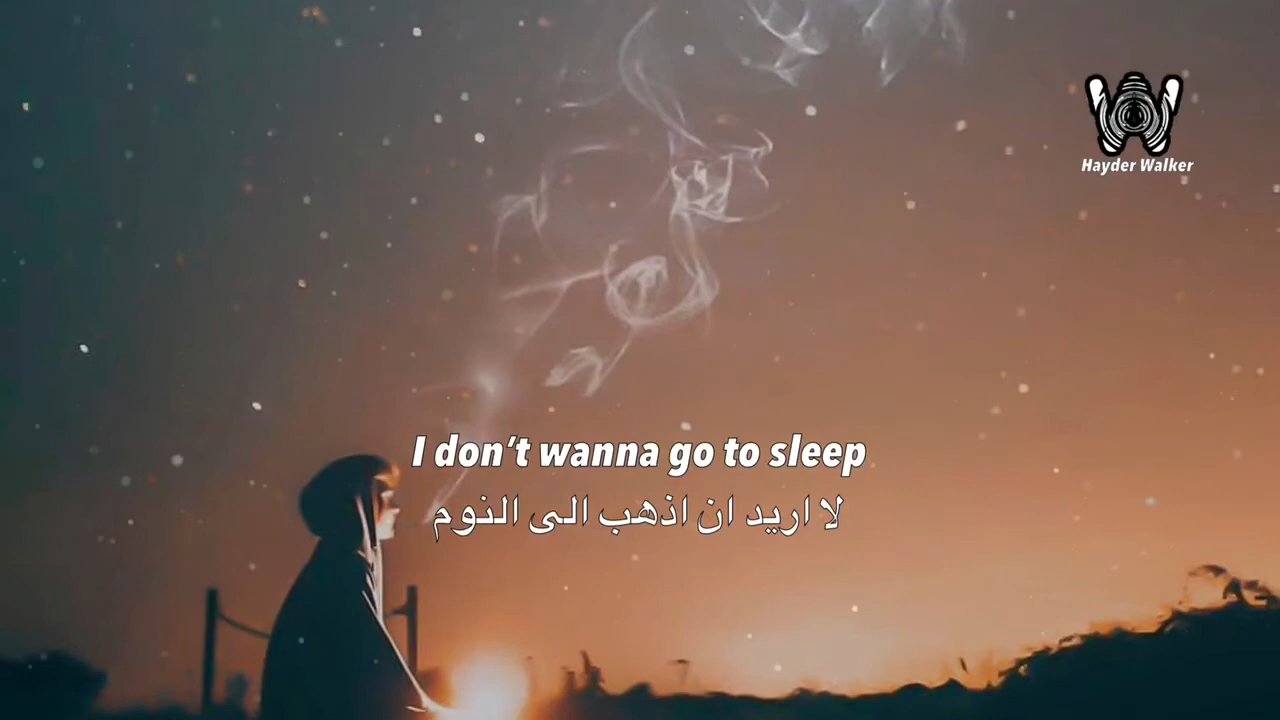 Hayder Walker
I don’t wanna go to sleep
لا اريد ان اذهب الى النوم